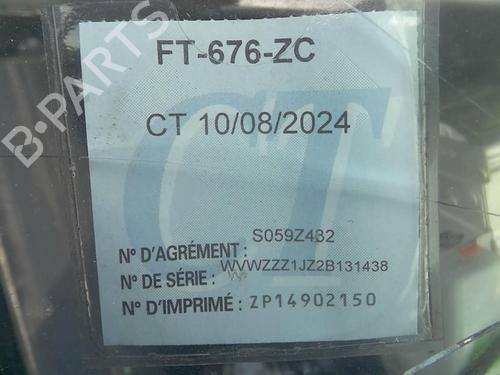 FT-676-ZC
CT 10/08/2024
CT
S059Z432
N° D'AGRÉMENT :
WVWZZZ1JZ2B131438
N° DE SÉRIE :
N° D'IMPRIMÉ : ZP14902150
B-PARTS